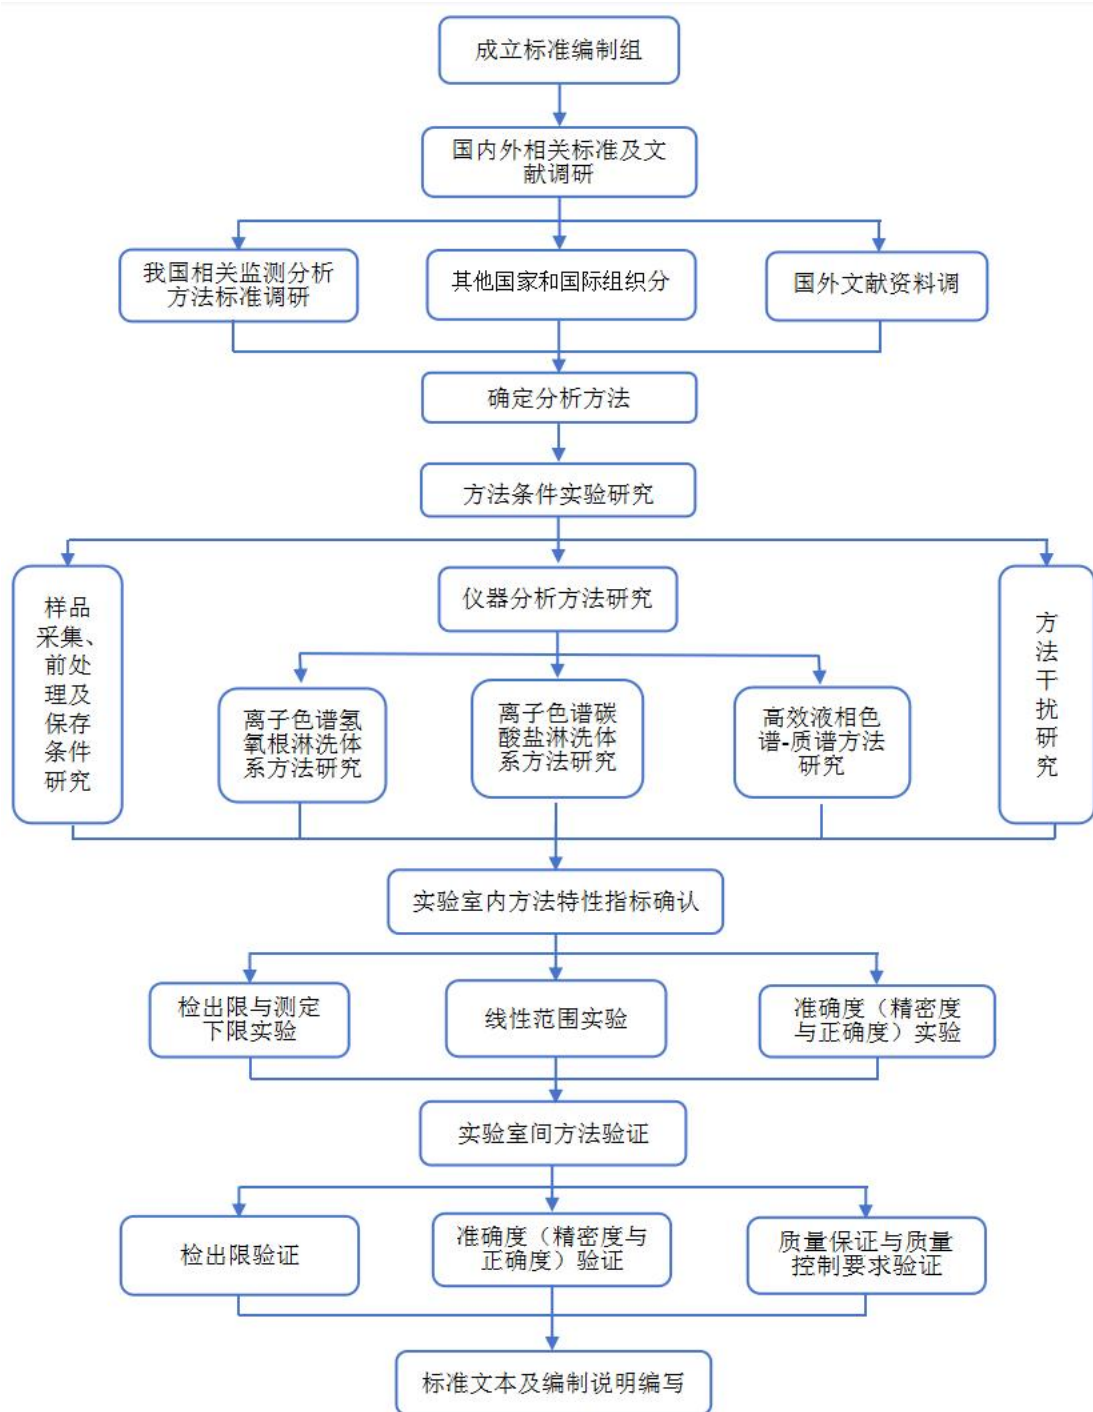 成立标准编制组
国内外相关标准及文
献调研
我国相关监测分析
方法标准调研
其他国家和国际组织分
国外文献资料调
确定分析方法
方法条件实验研究
样品
采集、
前处
理及
保存
条件
研究
仪器分析方法研究
离子色谱氢
氧根淋洗体
系方法研究
离子色谱碳
酸盐淋洗体
系方法研究
高效液相色
谱-质谱方法
研究
方
法
干
扰
研
究
实验室内方法特性指标确认
检出限与测定
下限实验
线性范围实验
准确度（精密度
与正确度）实验
实验室间方法验证
检出限验证
准确度（精密度与
正确度）验证
质量保证与质量
控制要求验证
标准文本及编制说明编写